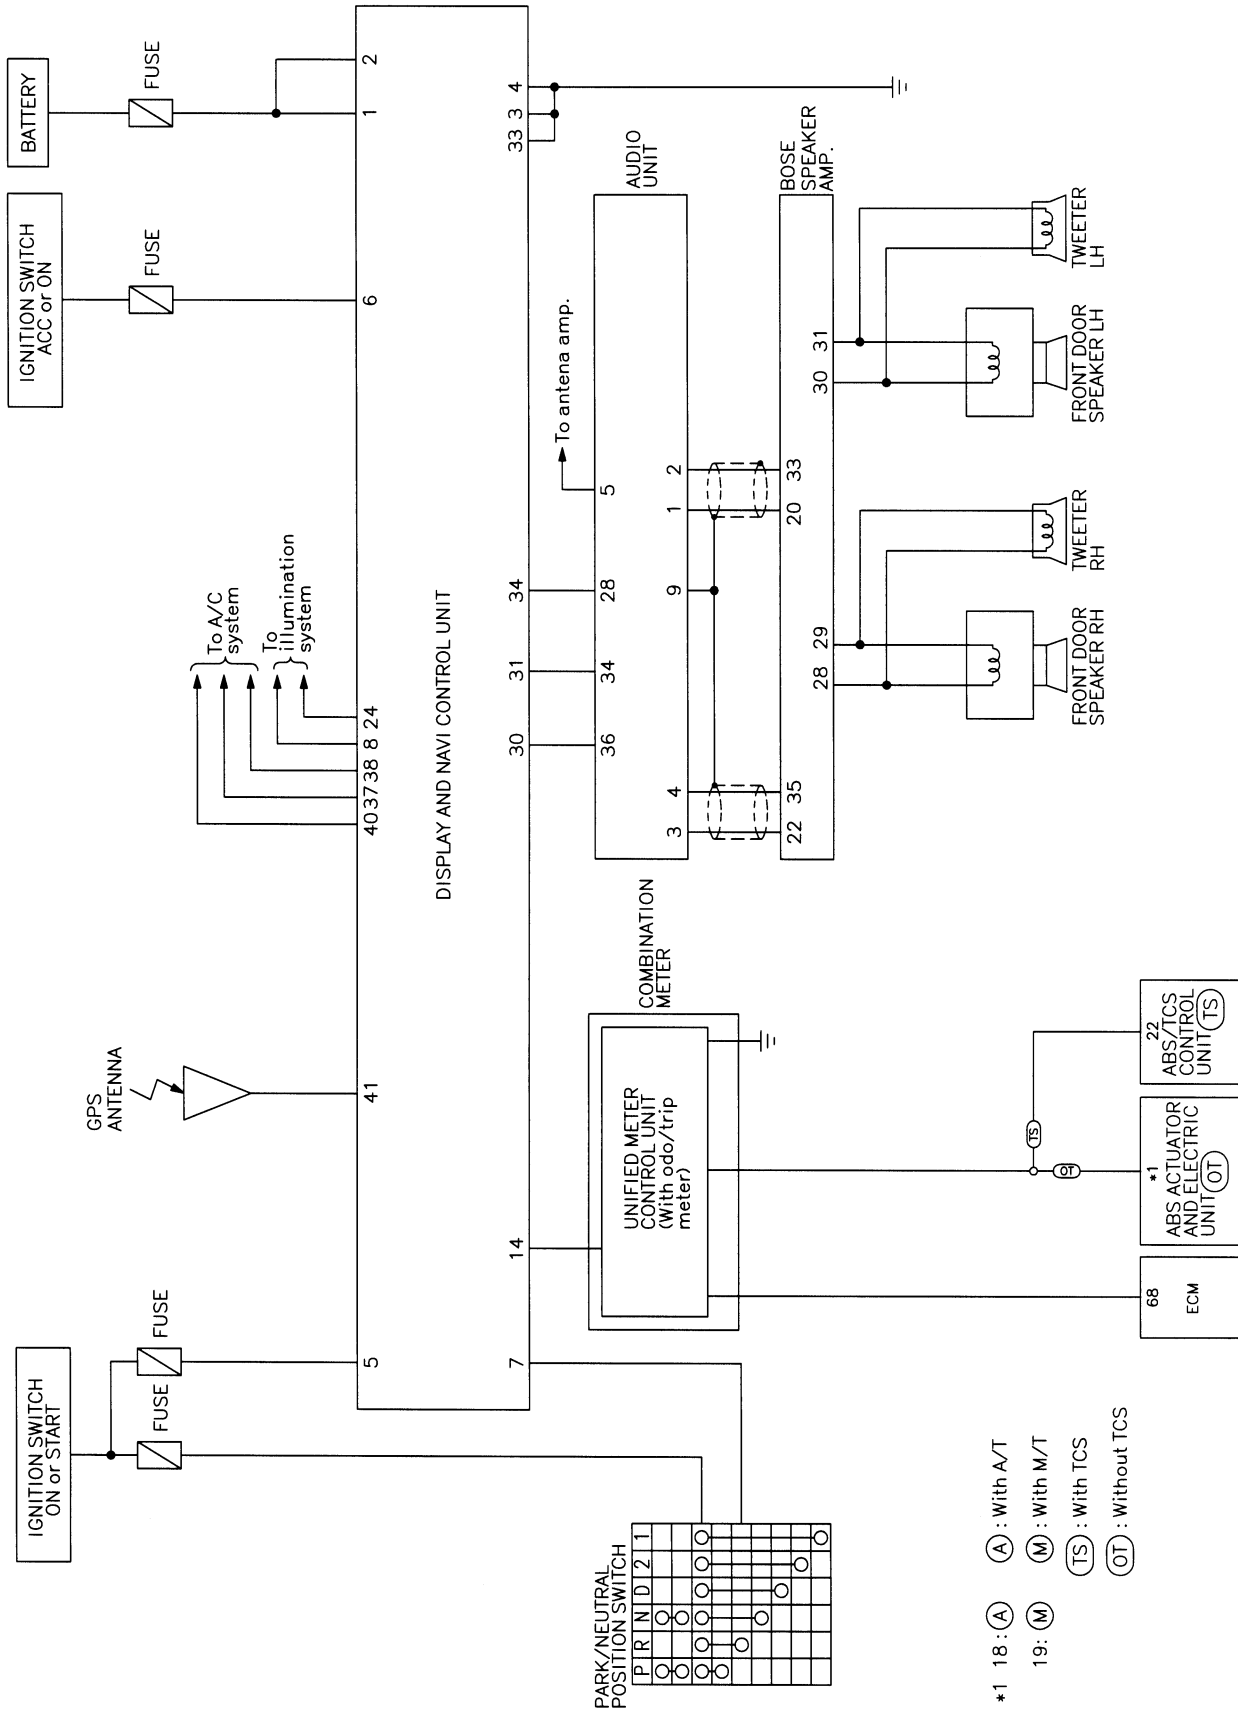 IGNITION SWITCH
ON or START
FUSE
FUSE
GPS
ANTENNA
To A/C
system
To
illumination
system
IGNITION SWITCH
ACC or ON
FUSE
BATTERY
FUSE
5
41
40 37 38 8 24
6
1
2
DISPLAY AND NAVI CONTROL UNIT
7
14
30
31
34
33 3 4
PARK/NEUTRAL
POSITION SWITCH
P R N D 2 1
COMBINATION
METER
UNIFIED METER
CONTROL UNIT
(With odo/trip
meter)
To antena amp.
AUDIO
UNIT
36
34
28
5
3
4
9
1
2
BOSE
SPEAKER
AMP.
22
35
20
33
28
29
30
31
FRONT DOOR
SPEAKER RH
TWEETER
RH
FRONT DOOR
SPEAKER LH
TWEETER
LH
OT
TS
68
ECM
*1
ABS ACTUATOR
AND ELECTRIC
UNIT OT
22
ABS/TCS
CONTROL
UNIT TS
*1 18: A
19: M
A : With A/T
M : With M/T
TS : With TCS
OT : Without TCS